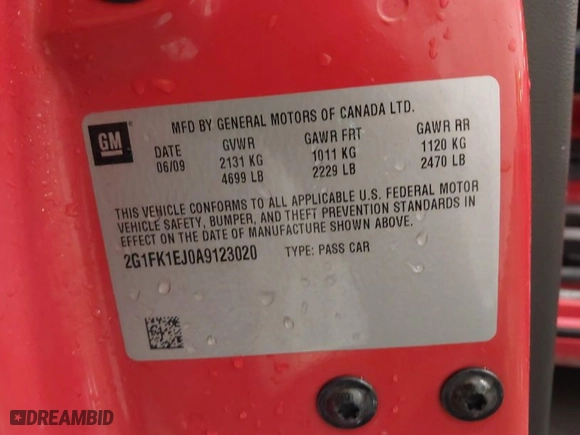 GM
MFD BY GENERAL MOTORS OF CANADA LTD.
DATE GVWR GAWR FRT GAWR RR
06/09 2131 KG 1011 KG 1120 KG
4699 LB 2229 LB 2470 LB
THIS VEHICLE CONFORMS TO ALL APPLICABLE U.S. FEDERAL MOTOR
VEHICLE SAFETY, BUMPER, AND THEFT PREVENTION STANDARDS IN
EFFECT ON THE DATE OF MANUFACTURE SHOWN ABOVE.
2G1FK1EJ0A9123020 TYPE: PASS CAR
DREAMBID